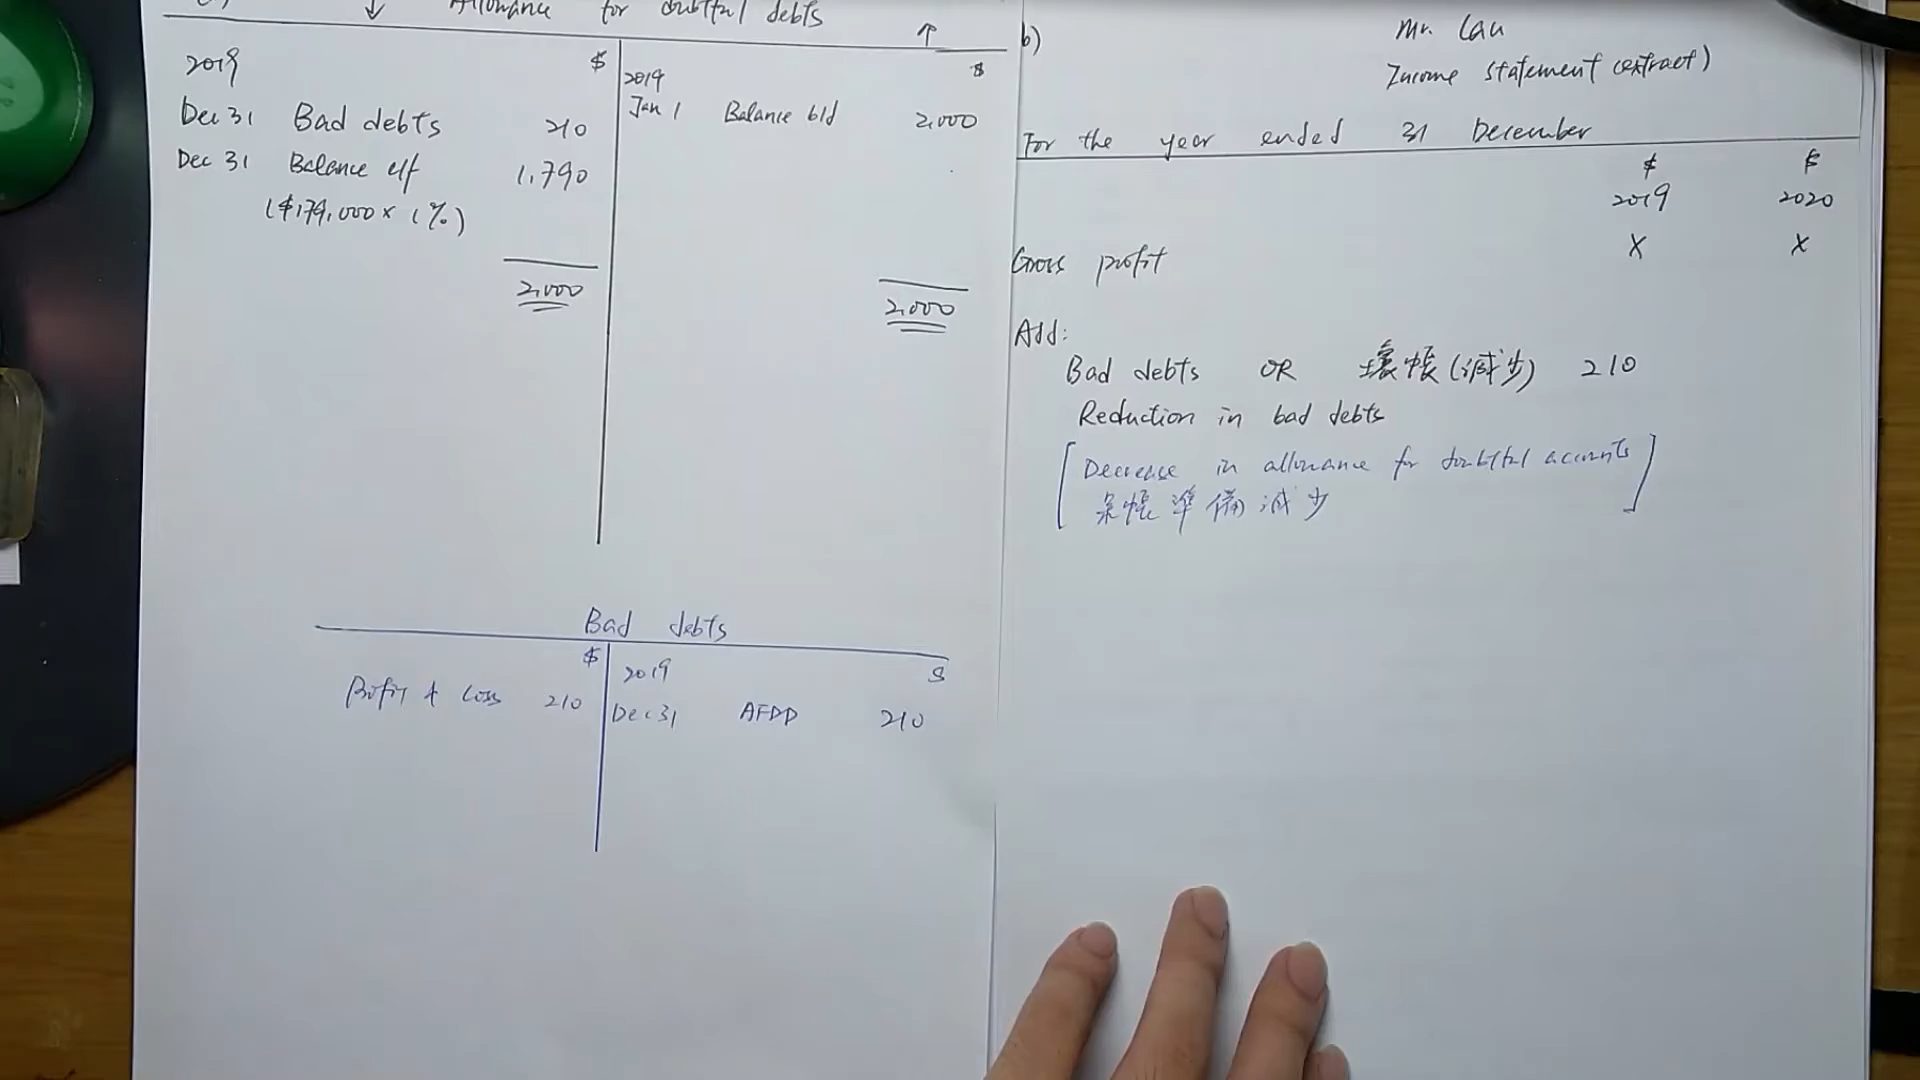 Allowance for doubtful debts
↓ ↑
2019 $
Dec 31 Bad debts 210
Dec 31 Balance c/f 1,790
($179,000 x 1%)
2,000
2019 $
Jan 1 Balance b/d 2,000
2,000
Bad debts
$
Profit & Loss 210
2019 $
Dec 31 AFDD 210
b) Mr. Lau
Income statement (extract)
For the year ended 31 December
$ $
2019 2020
Gross profit X X
Add:
Bad debts OR 壞帳(減少) 210
Reduction in bad debts
[Decrease in allowance for doubtful accounts
呆帳準備減少]